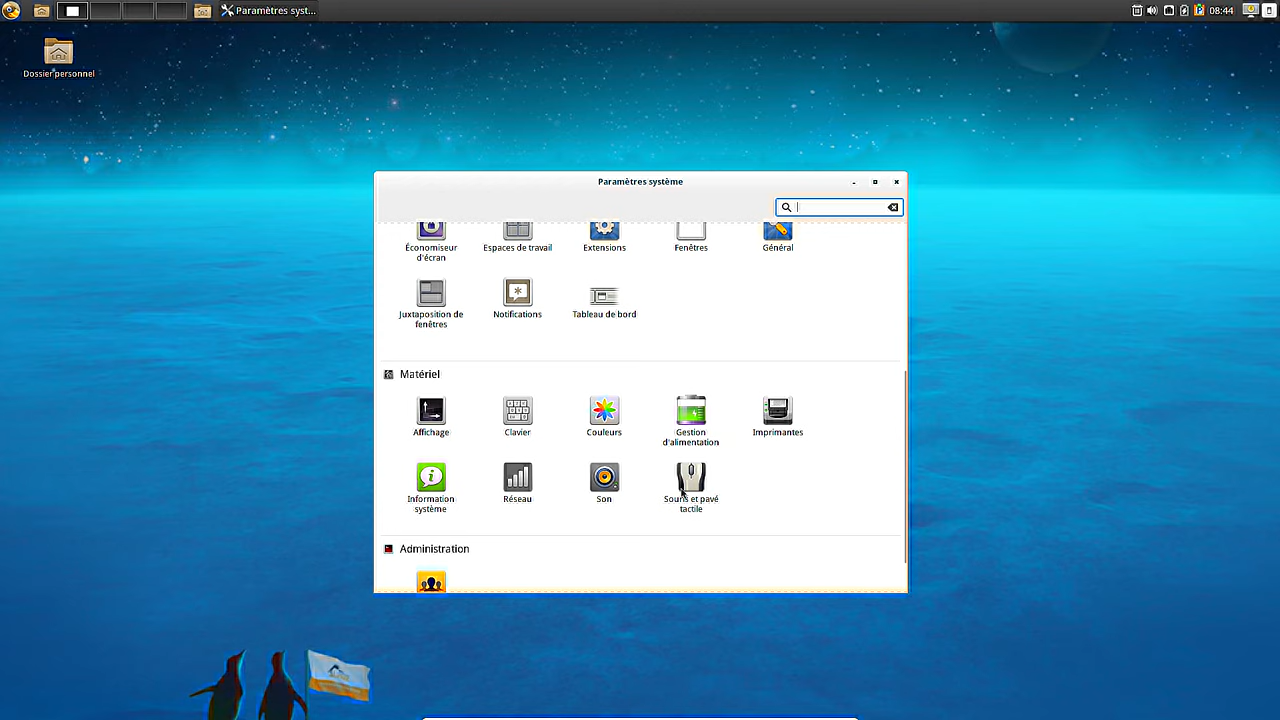 Paramètres syst...
08:44
Dossier personnel
Paramètres système
Économiseur
d'écran
Espaces de travail
Extensions
Fenêtres
Général
Juxtaposition de
fenêtres
Notifications
Tableau de bord
Matériel
Affichage
Clavier
Couleurs
Gestion
d'alimentation
Imprimantes
Information
système
Réseau
Son
Souris et pavé
tactile
Administration